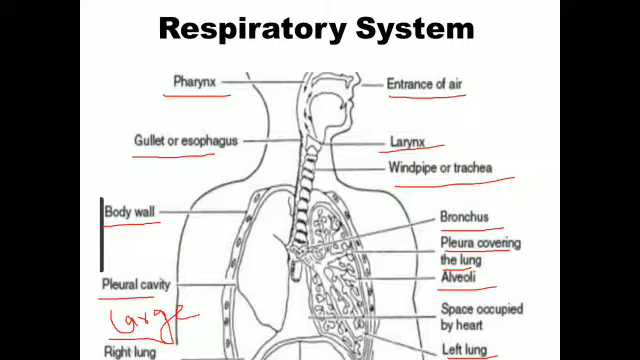 Respiratory System
Pharynx
Entrance of air
Gullet or esophagus
Larynx
Windpipe or trachea
Body wall
Bronchus
Pleura covering
the lung
Pleural cavity
Alveoli
Large
Space occupied
by heart
Right lung
Left lung